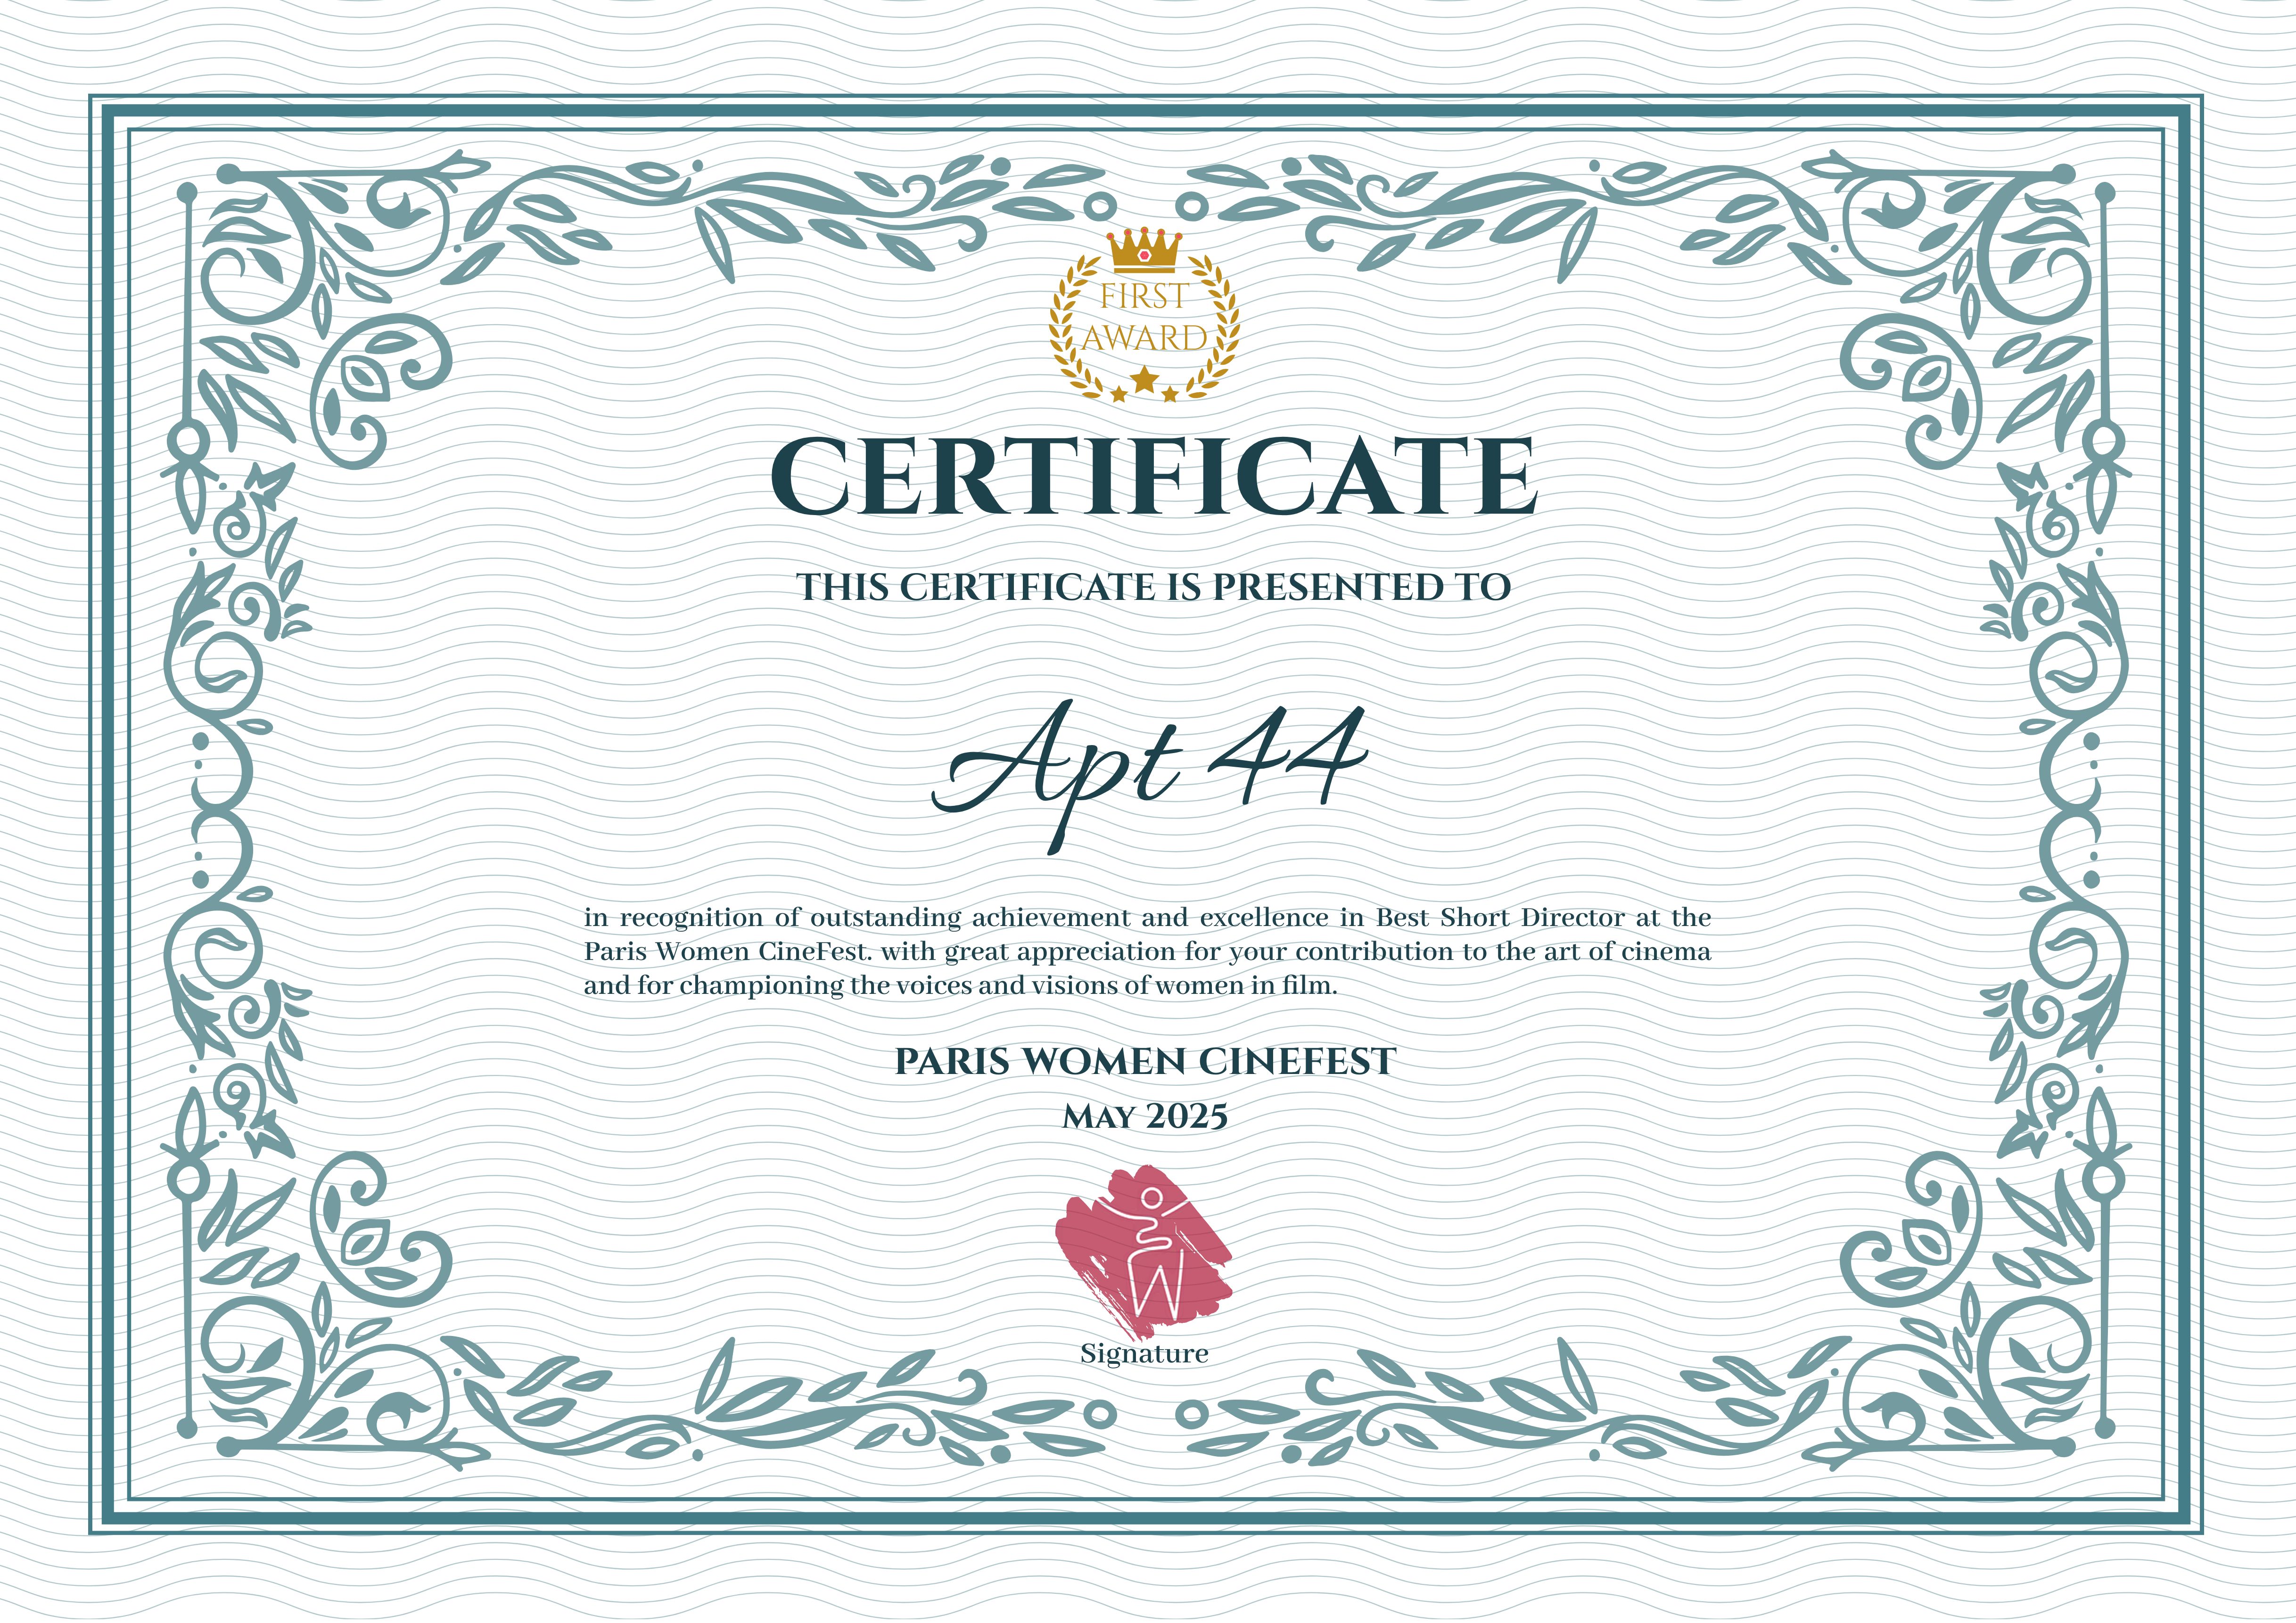 FIRST
AWARD
CERTIFICATE
THIS CERTIFICATE IS PRESENTED TO
Apt 44
in recognition of outstanding achievement and excellence in Best Short Director at the
Paris Women CineFest. with great appreciation for your contribution to the art of cinema
and for championing the voices and visions of women in film.
PARIS WOMEN CINEFEST
MAY 2025
Signature